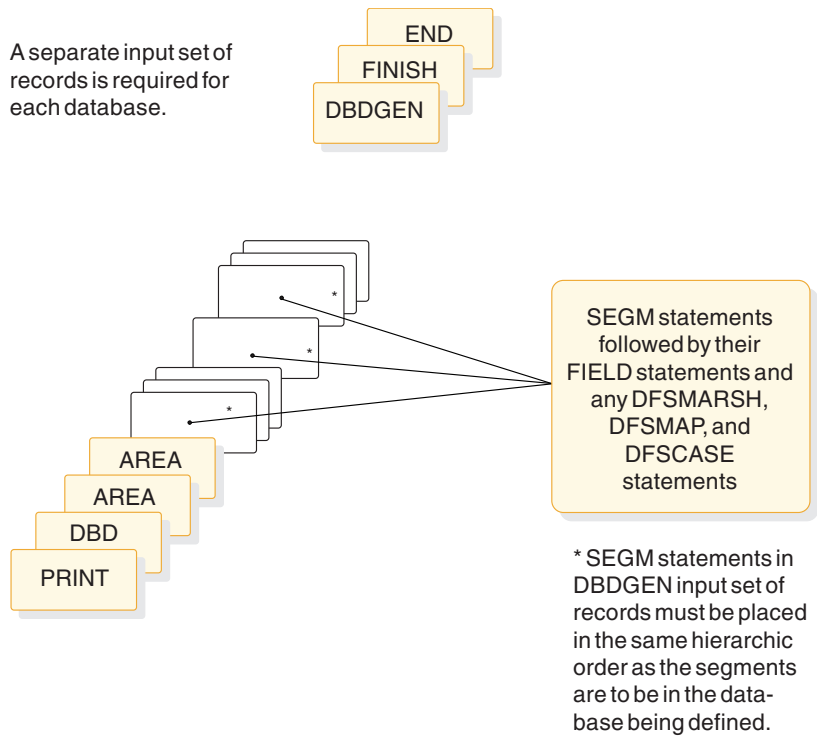 A separate input set of
records is required for
each database.
END
FINISH
DBDGEN
*
*
*
SEGM statements
followed by their
FIELD statements and
any DFSMARSH,
DFSMAP, and
DFSCASE
statements
AREA
AREA
DBD
PRINT
* SEGM statements in
DBDGEN input set of
records must be placed
in the same hierarchic
order as the segments
are to be in the data-
base being defined.